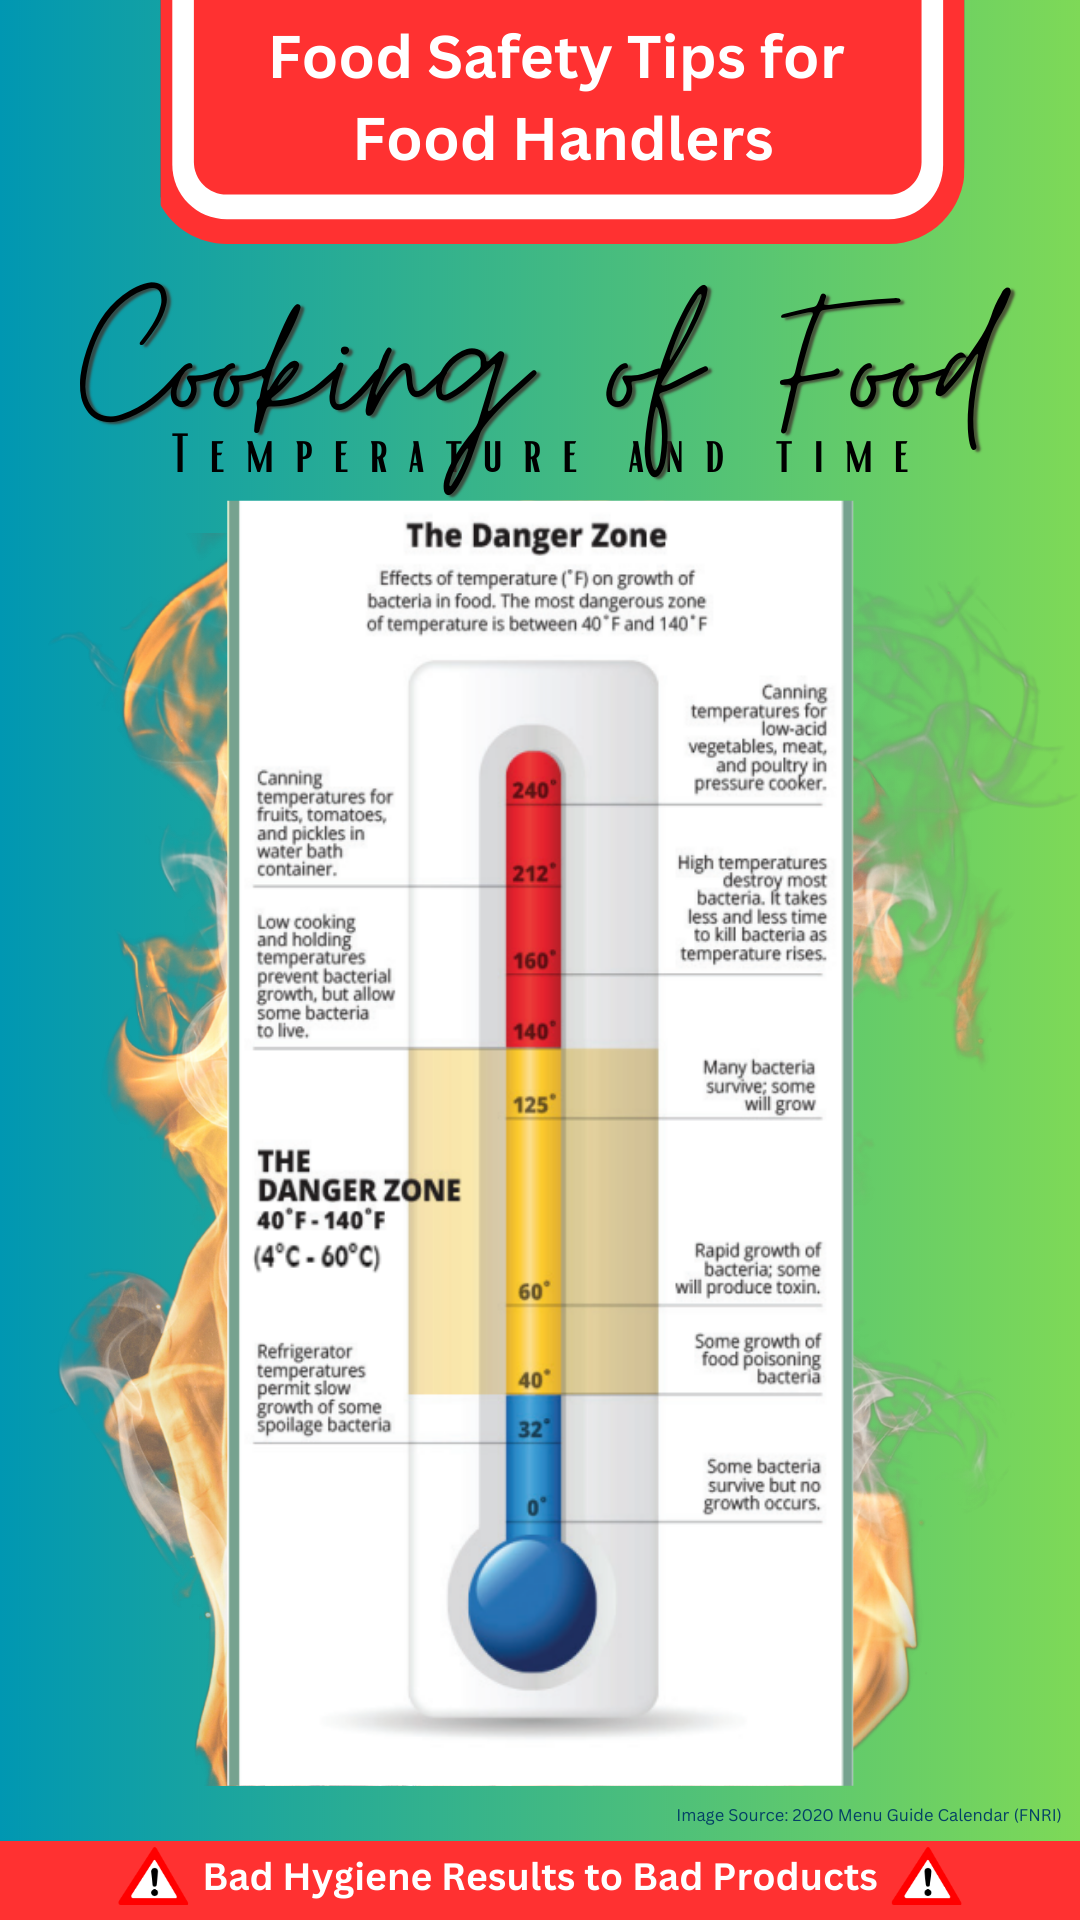 Food Safety Tips for
Food Handlers
Cooking of Food
TEMPERATURE AND TIME
The Danger Zone
Effects of temperature (°F) on growth of
bacteria in food. The most dangerous zone
of temperature is between 40°F and 140°F
Canning
temperatures for
low-acid
vegetables, meat,
and poultry in
pressure cooker.
240°
Canning
temperatures for
fruits, tomatoes,
and pickles in
water bath
container.
212°
High temperatures
destroy most
bacteria. It takes
less and less time
to kill bacteria as
temperature rises.
160°
Low cooking
and holding
temperatures
prevent bacterial
growth, but allow
some bacteria
to live.
140°
Many bacteria
survive; some
will grow
125°
THE
DANGER ZONE
40°F - 140°F
(4°C - 60°C)
Rapid growth of
bacteria; some
will produce toxin.
60°
Some growth of
food poisoning
bacteria
40°
Refrigerator
temperatures
permit slow
growth of some
spoilage bacteria
32°
Some bacteria
survive but no
growth occurs.
0°
Image Source: 2020 Menu Guide Calendar (FNRI)
Bad Hygiene Results to Bad Products